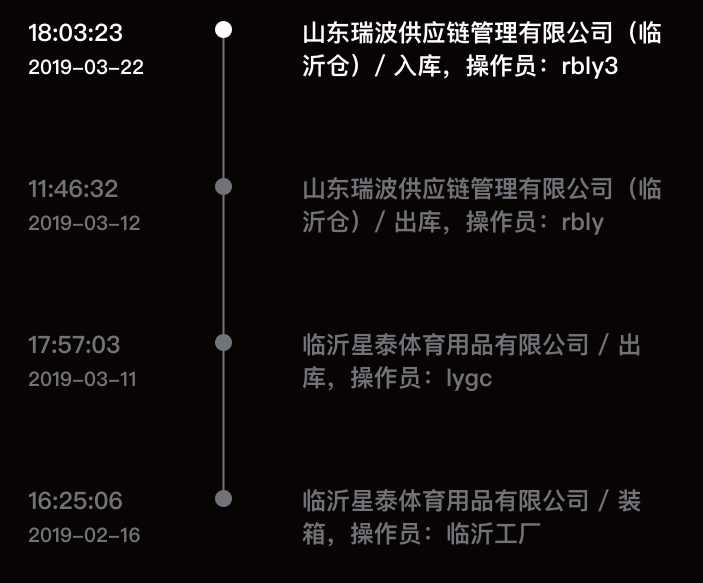 18:03:23
2019-03-22
山东瑞波供应链管理有限公司（临
沂仓）/ 入库，操作员：rbly3
11:46:32
2019-03-12
山东瑞波供应链管理有限公司（临
沂仓）/ 出库，操作员：rbly
17:57:03
2019-03-11
临沂星泰体育用品有限公司 / 出
库，操作员：lygc
16:25:06
2019-02-16
临沂星泰体育用品有限公司 / 装
箱，操作员：临沂工厂